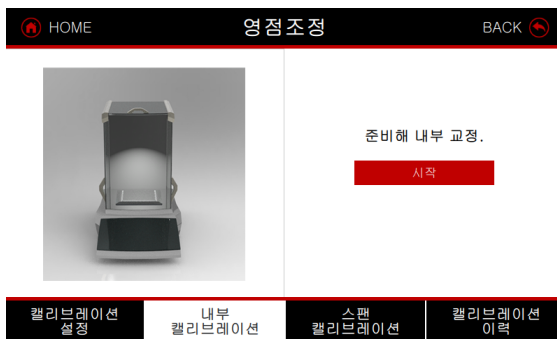 HOME
영점조정
BACK
준비해 내부 교정.
시작
캘리브레이션
설정
내부
캘리브레이션
스팬
캘리브레이션
캘리브레이션
이력